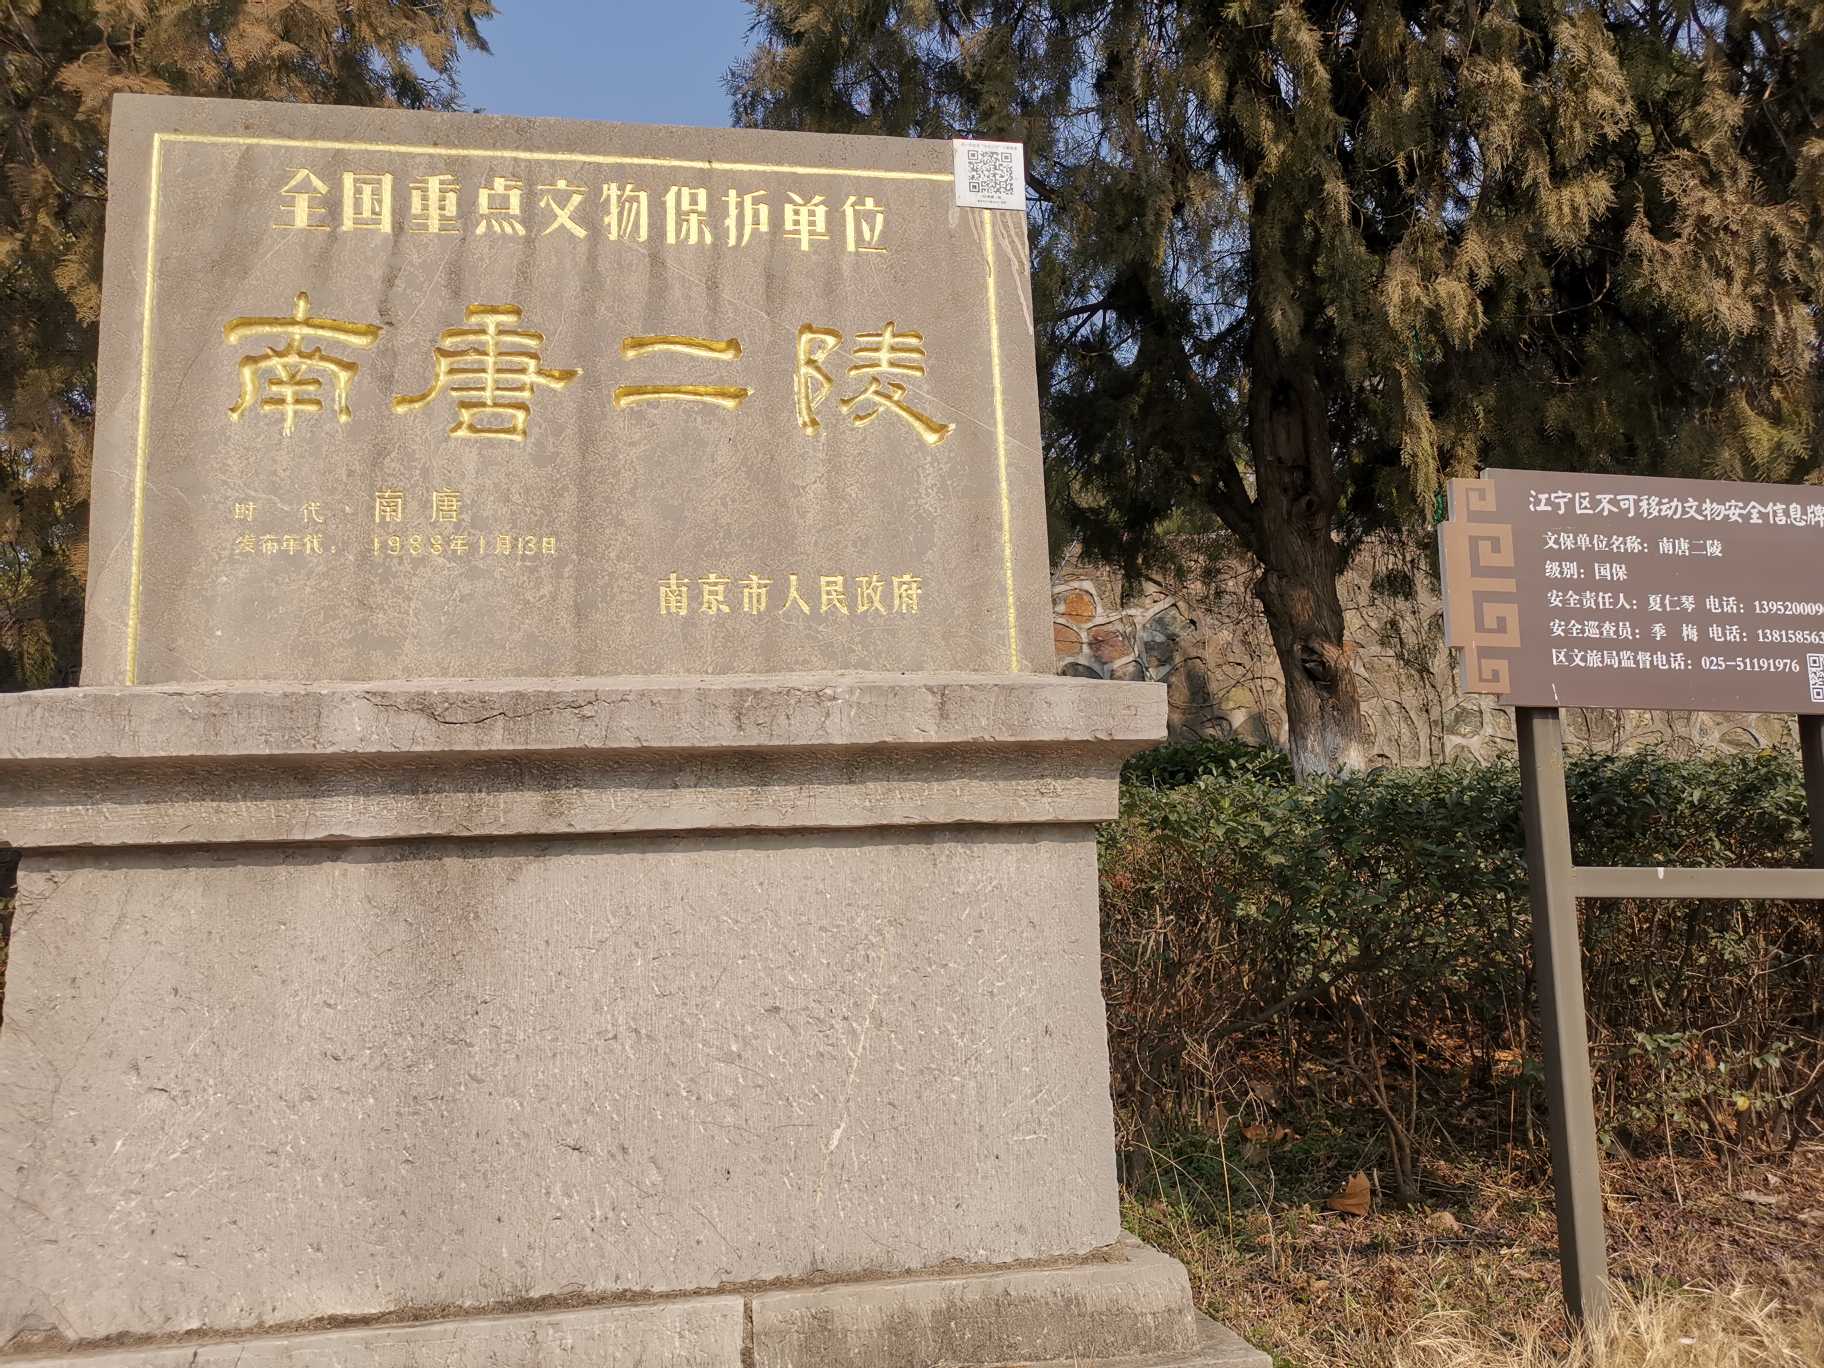 全国重点文物保护单位
南唐二陵
时 代: 南唐
发布年代: 1988年1月13日
南京市人民政府
江宁区不可移动文物安全信息牌
文保单位名称: 南唐二陵
级别: 国保
安全责任人: 夏仁琴 电话: 139520009
安全巡查员: 季 梅 电话: 138158563
区文旅局监督电话: 025-51191976